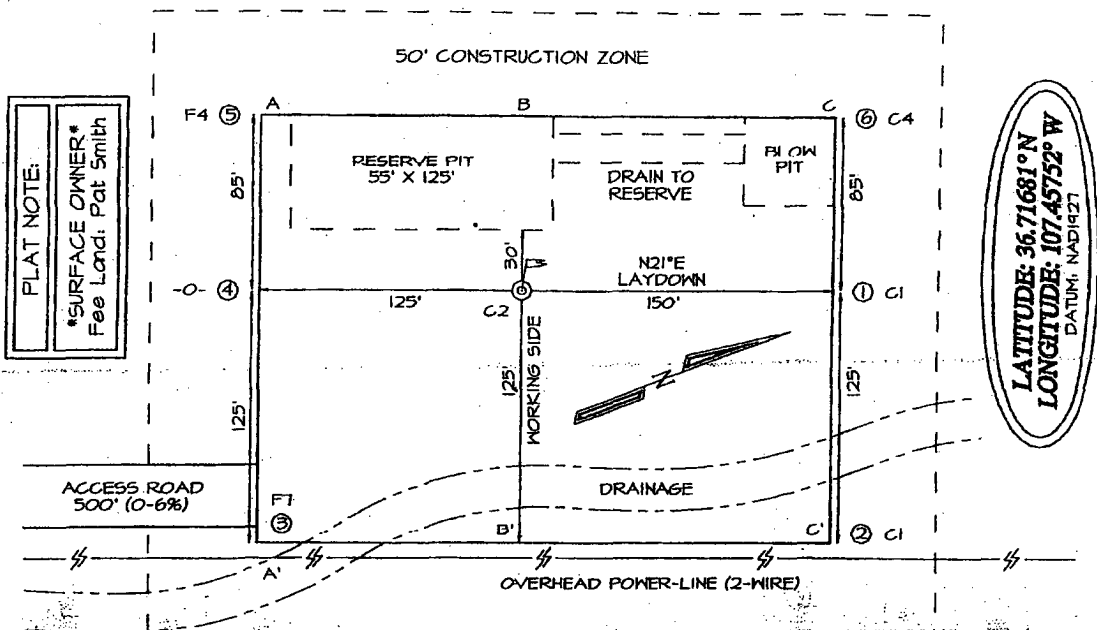 50' CONSTRUCTION ZONE
PLAT NOTE:
*SURFACE OWNER*
Fee Land: Pat Smith
F4 ⑤
A
B
C
⑥ C4
85'
RESERVE PIT
55' X 125'
DRAIN TO
RESERVE
BLOW
PIT
85'
30'
N21°E
LAYDOWN
-0- ④
125'
C2
150'
① C1
LATITUDE: 36.71681°N
LONGITUDE: 107.45752°W
DATUM: NAD1927
125'
125'
WORKING SIDE
N
125'
ACCESS ROAD
500' (0-6%)
F7
③
DRAINAGE
A'
B'
C'
② C1
OVERHEAD POWER-LINE (2-WIRE)